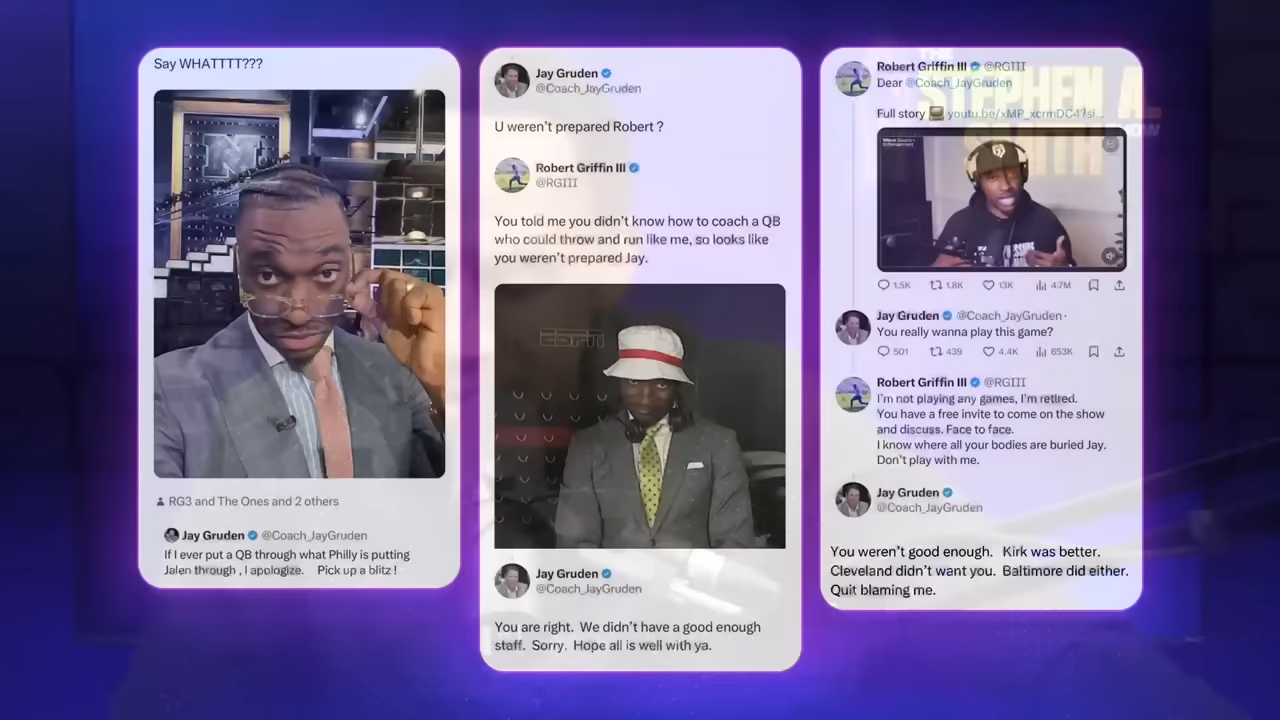 Say WHATTTT???
RG3 and The Ones and 2 others
Jay Gruden @Coach_JayGruden
If I ever put a QB through what Philly is putting
Jalen through , I apologize. Pick up a blitz !
Jay Gruden
@Coach_JayGruden
U weren't prepared Robert ?
Robert Griffin III
@RGIII
You told me you didn't know how to coach a QB
who could throw and run like me, so looks like
you weren't prepared Jay.
ESPN
Jay Gruden
@Coach_JayGruden
You are right. We didn't have a good enough
staff. Sorry. Hope all is well with ya.
THE
STEPHEN A.
SMITH
SHOW
Robert Griffin III @RGIII
Dear @Coach_JayGruden
Full story youtu.be/xMP_xcrmDC4?si...
1.5K 1.8K 13K 4.7M
Jay Gruden @Coach_JayGruden ·
You really wanna play this game?
501 439 4.4K 653K
Robert Griffin III @RGIII
I'm not playing any games, I'm retired.
You have a free invite to come on the show
and discuss. Face to face.
I know where all your bodies are buried Jay.
Don't play with me.
Jay Gruden
@Coach_JayGruden
You weren't good enough. Kirk was better.
Cleveland didn't want you. Baltimore did either.
Quit blaming me.